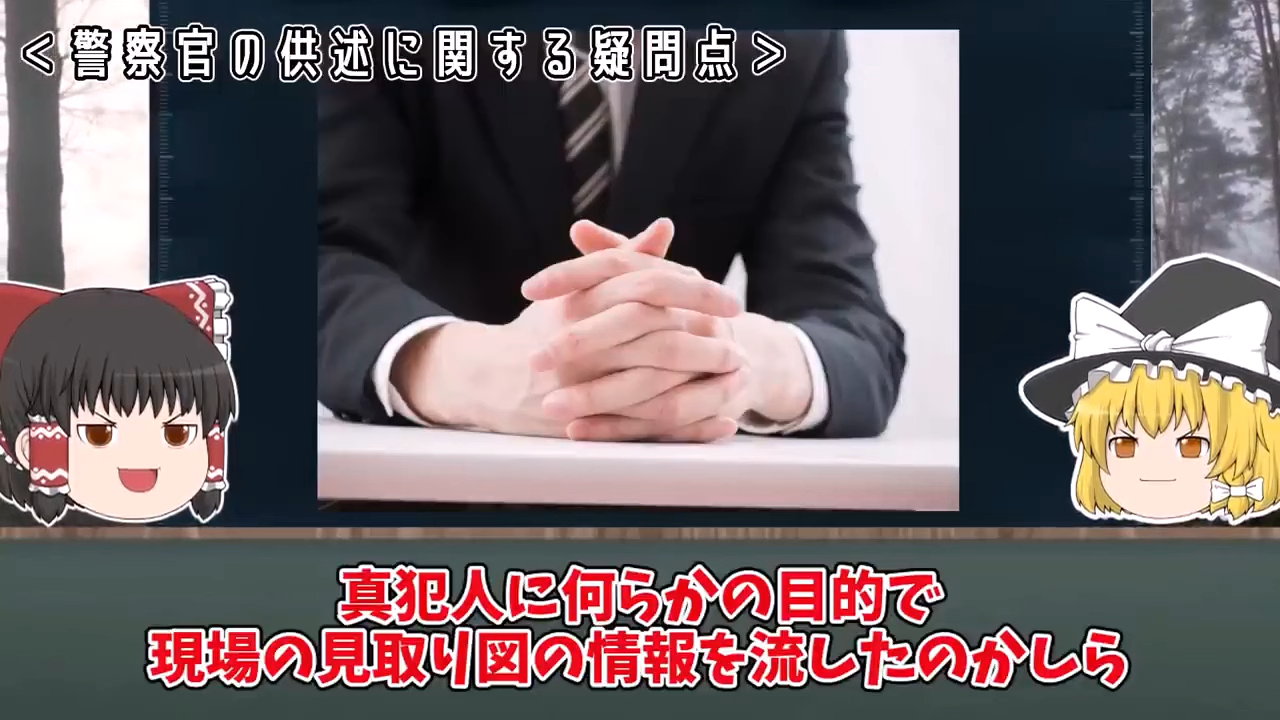 ＜警察官の供述に関する疑問点＞
真犯人に何らかの目的で
現場の見取り図の情報を流したのかしら